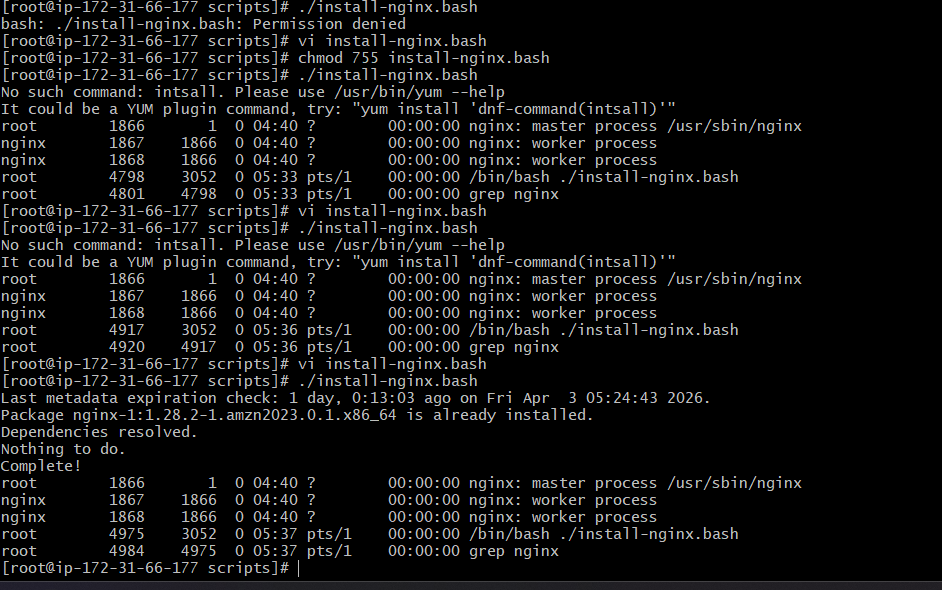 [root@ip-172-31-66-177 scripts]# ./install-nginx.bash
bash: ./install-nginx.bash: Permission denied
[root@ip-172-31-66-177 scripts]# vi install-nginx.bash
[root@ip-172-31-66-177 scripts]# chmod 755 install-nginx.bash
[root@ip-172-31-66-177 scripts]# ./install-nginx.bash
No such command: intsall. Please use /usr/bin/yum --help
It could be a YUM plugin command, try: "yum install 'dnf-command(intsall)'"
root        1866       1  0 04:40 ?        00:00:00 nginx: master process /usr/sbin/nginx
nginx       1867    1866  0 04:40 ?        00:00:00 nginx: worker process
nginx       1868    1866  0 04:40 ?        00:00:00 nginx: worker process
root        4798    3052  0 05:33 pts/1    00:00:00 /bin/bash ./install-nginx.bash
root        4801    4798  0 05:33 pts/1    00:00:00 grep nginx
[root@ip-172-31-66-177 scripts]# vi install-nginx.bash
[root@ip-172-31-66-177 scripts]# ./install-nginx.bash
No such command: intsall. Please use /usr/bin/yum --help
It could be a YUM plugin command, try: "yum install 'dnf-command(intsall)'"
root        1866       1  0 04:40 ?        00:00:00 nginx: master process /usr/sbin/nginx
nginx       1867    1866  0 04:40 ?        00:00:00 nginx: worker process
nginx       1868    1866  0 04:40 ?        00:00:00 nginx: worker process
root        4917    3052  0 05:36 pts/1    00:00:00 /bin/bash ./install-nginx.bash
root        4920    4917  0 05:36 pts/1    00:00:00 grep nginx
[root@ip-172-31-66-177 scripts]# vi install-nginx.bash
[root@ip-172-31-66-177 scripts]# ./install-nginx.bash
Last metadata expiration check: 1 day, 0:13:03 ago on Fri Apr  3 05:24:43 2026.
Package nginx-1:1.28.2-1.amzn2023.0.1.x86_64 is already installed.
Dependencies resolved.
Nothing to do.
Complete!
root        1866       1  0 04:40 ?        00:00:00 nginx: master process /usr/sbin/nginx
nginx       1867    1866  0 04:40 ?        00:00:00 nginx: worker process
nginx       1868    1866  0 04:40 ?        00:00:00 nginx: worker process
root        4975    3052  0 05:37 pts/1    00:00:00 /bin/bash ./install-nginx.bash
root        4984    4975  0 05:37 pts/1    00:00:00 grep nginx
[root@ip-172-31-66-177 scripts]#